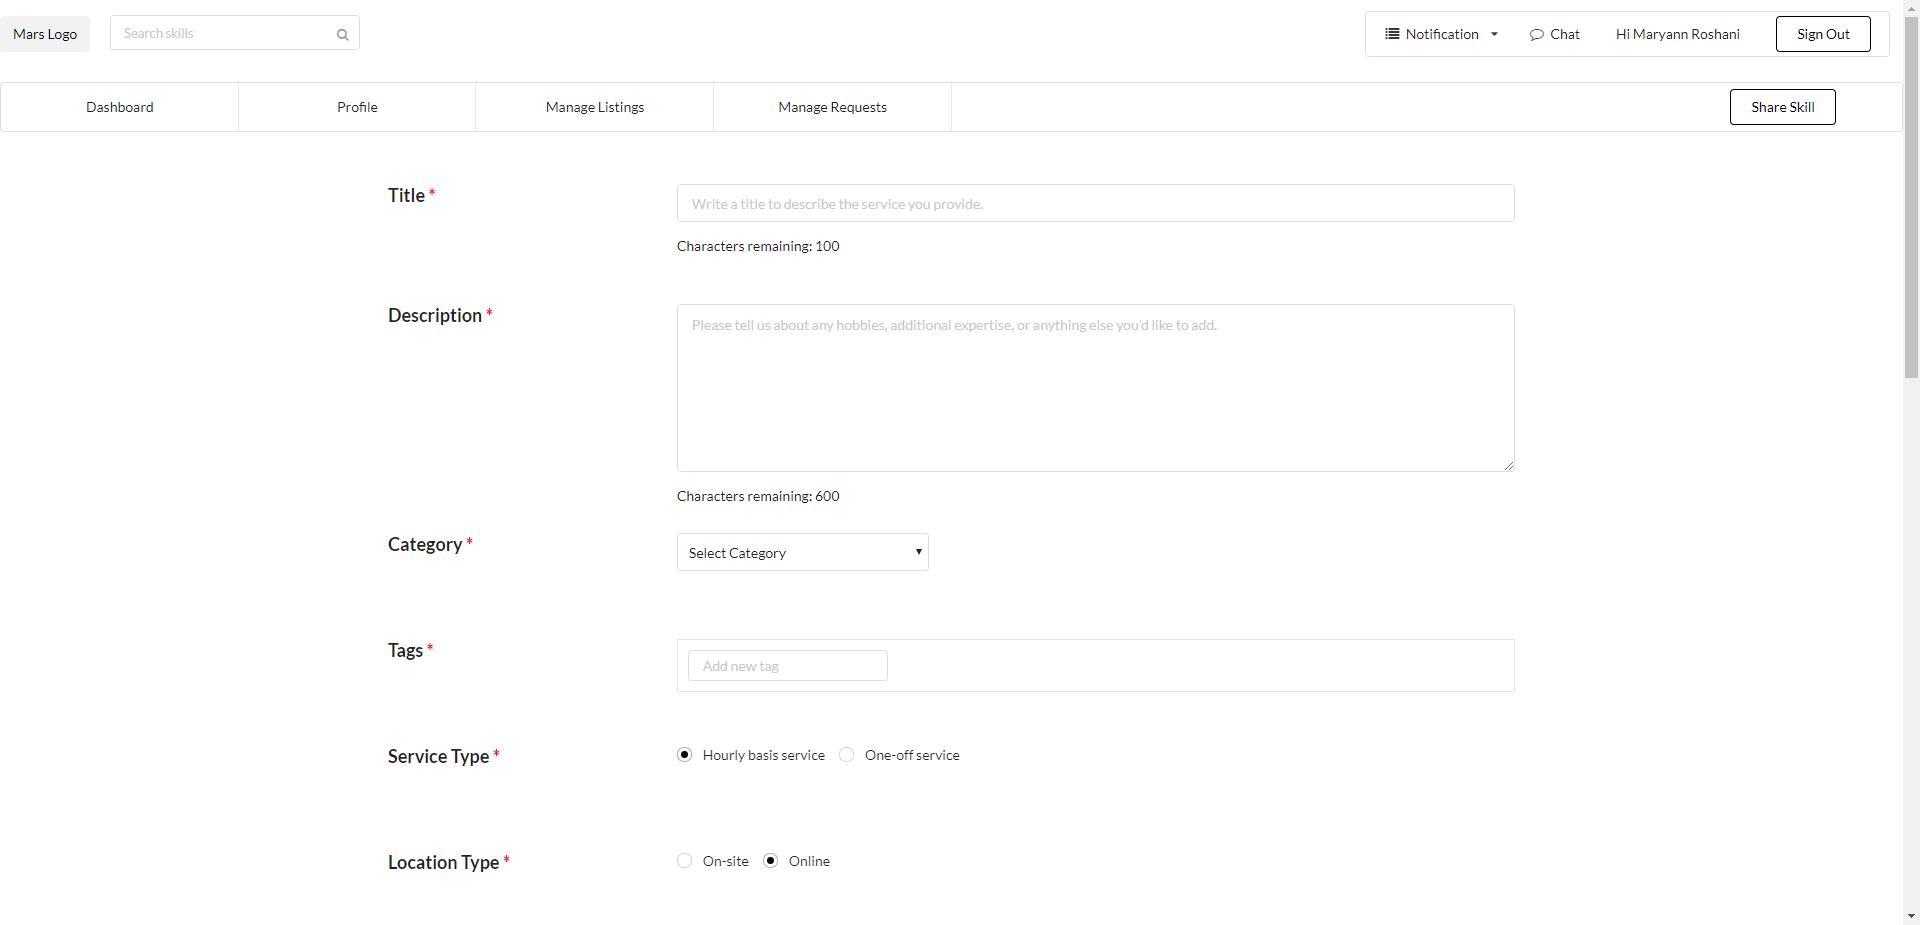 Mars Logo
Search skills
Notification
Chat
Hi Maryann Roshani
Sign Out
Dashboard
Profile
Manage Listings
Manage Requests
Share Skill
Title *
Write a title to describe the service you provide.
Characters remaining: 100
Description *
Please tell us about any hobbies, additional expertise, or anything else you'd like to add.
Characters remaining: 600
Category *
Select Category
Tags *
Add new tag
Service Type *
Hourly basis service
One-off service
Location Type *
On-site
Online